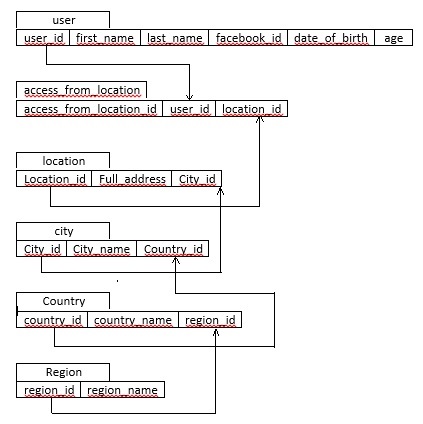 user
user_id first_name last_name facebook_id date_of_birth age
access_from_location
access_from_location_id user_id location_id
location
Location_id Full_address City_id
city
City_id City_name Country_id
Country
country_id country_name region_id
Region
region_id region_name